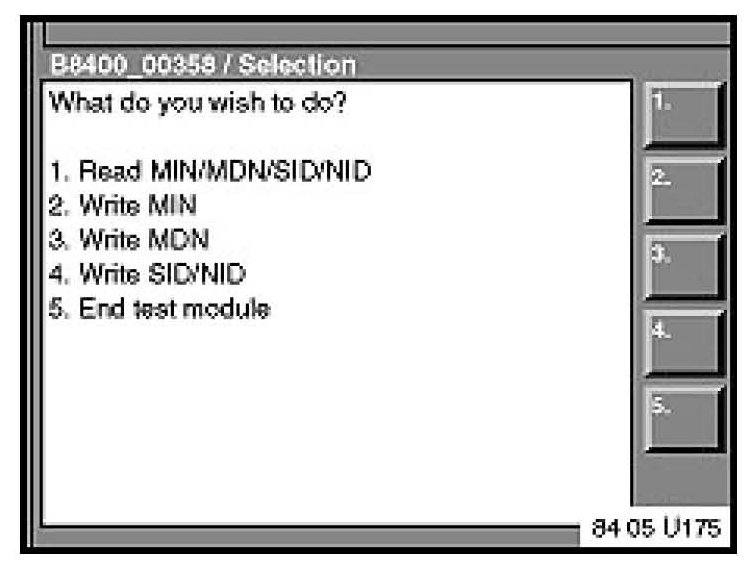 B8400_00358 / Selection
What do you wish to do?
1. Read MIN/MDN/SID/NID
2. Write MIN
3. Write MDN
4. Write SID/NID
5. End test module
1.
2.
3.
4.
5.
84 05 U175